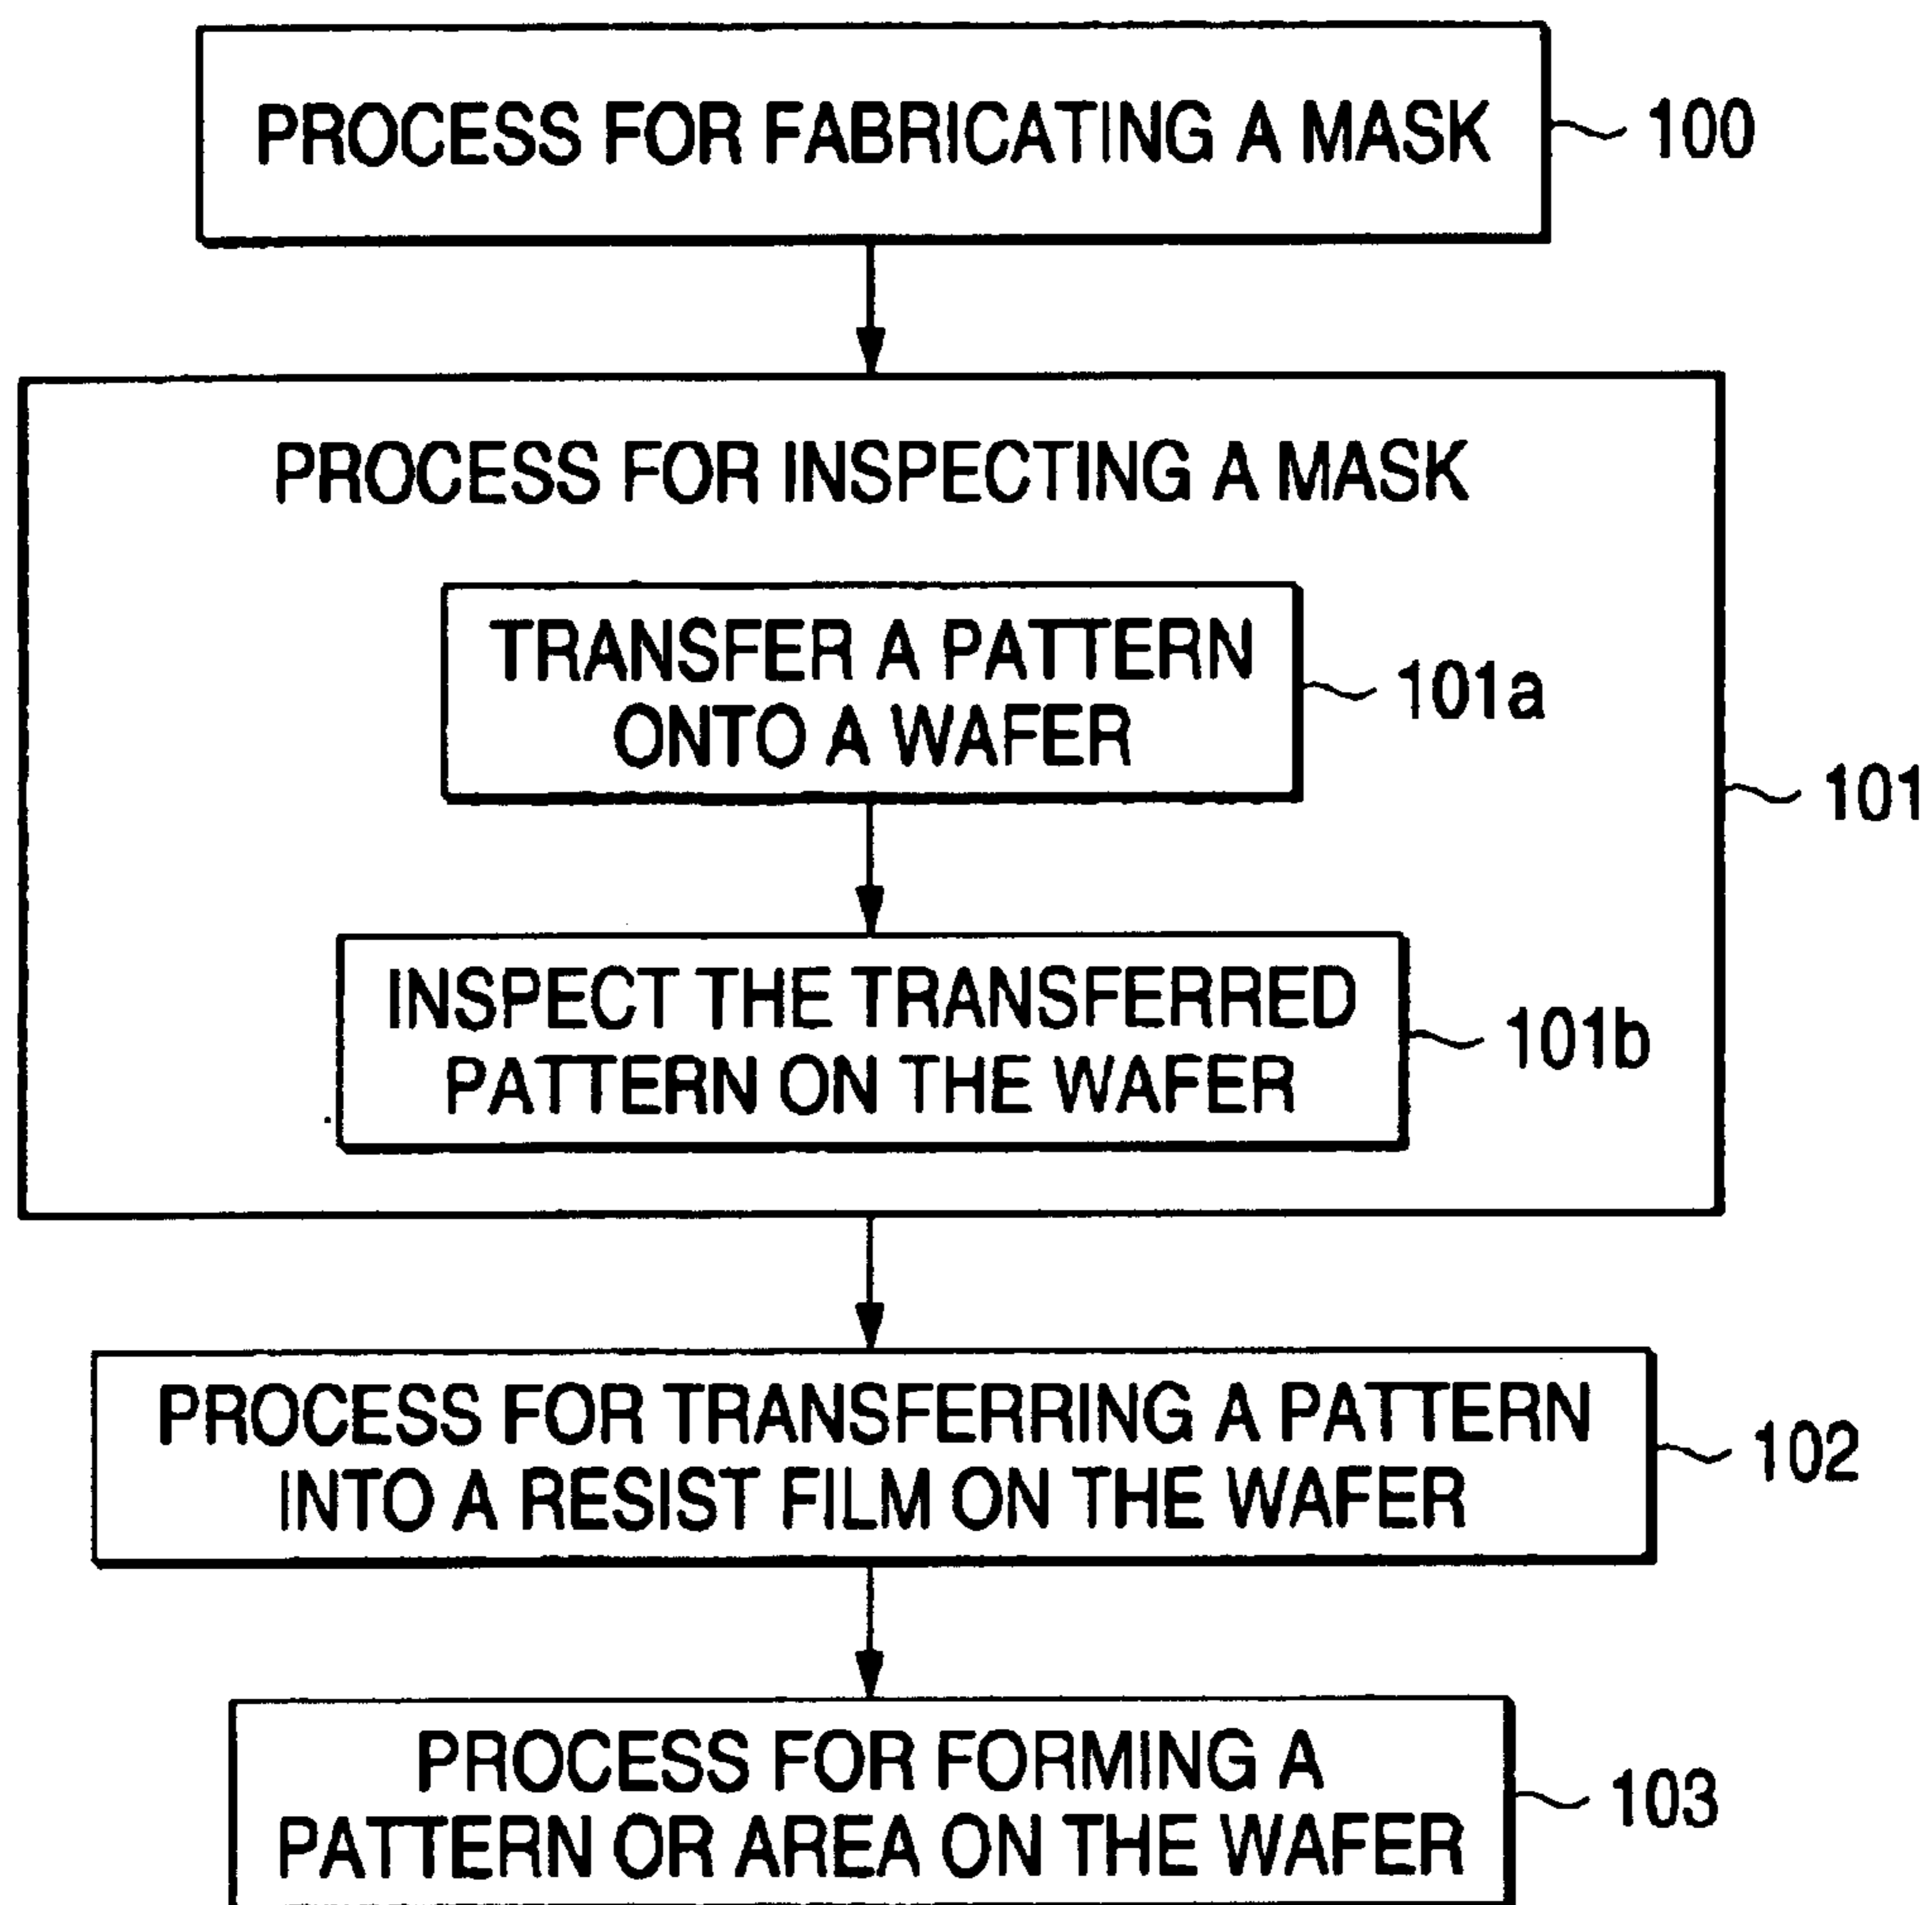 PROCESS FOR FABRICATING A MASK
100
PROCESS FOR INSPECTING A MASK
TRANSFER A PATTERN
ONTO A WAFER
101a
101
INSPECT THE TRANSFERRED
PATTERN ON THE WAFER
101b
PROCESS FOR TRANSFERRING A PATTERN
INTO A RESIST FILM ON THE WAFER
102
PROCESS FOR FORMING A
PATTERN OR AREA ON THE WAFER
103